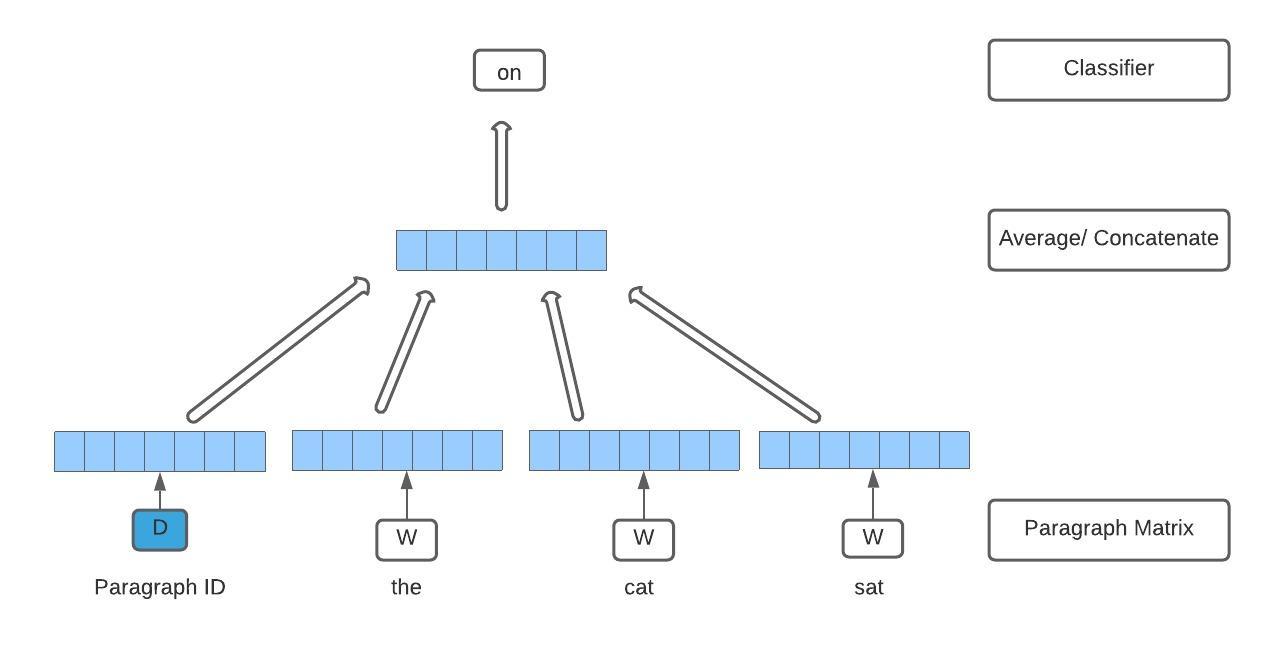 on
Classifier
Average/ Concatenate
D
W
W
W
Paragraph Matrix
Paragraph ID
the
cat
sat